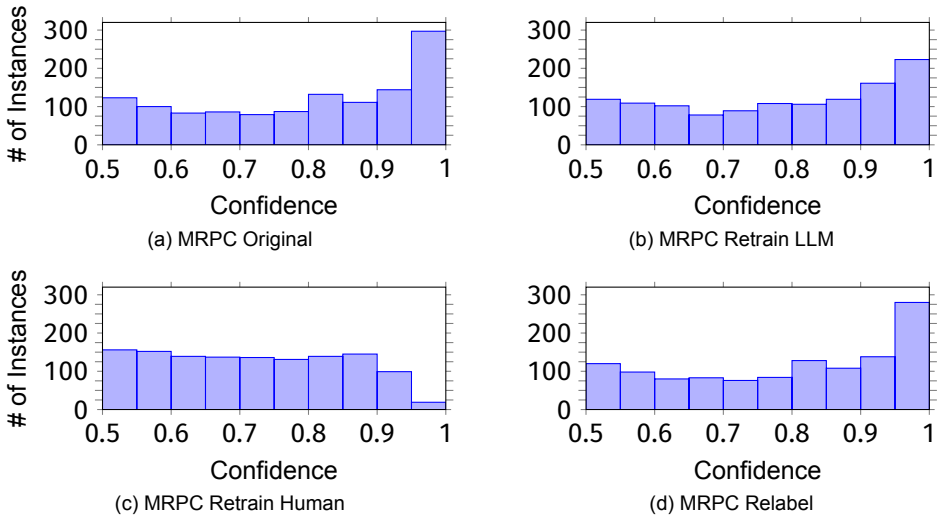 # of Instances
300
200
100
0
0.5 0.6 0.7 0.8 0.9 1
Confidence
(a) MRPC Original
300
200
100
0
0.5 0.6 0.7 0.8 0.9 1
Confidence
(b) MRPC Retrain LLM
# of Instances
300
200
100
0
0.5 0.6 0.7 0.8 0.9 1
Confidence
(c) MRPC Retrain Human
300
200
100
0
0.5 0.6 0.7 0.8 0.9 1
Confidence
(d) MRPC Relabel